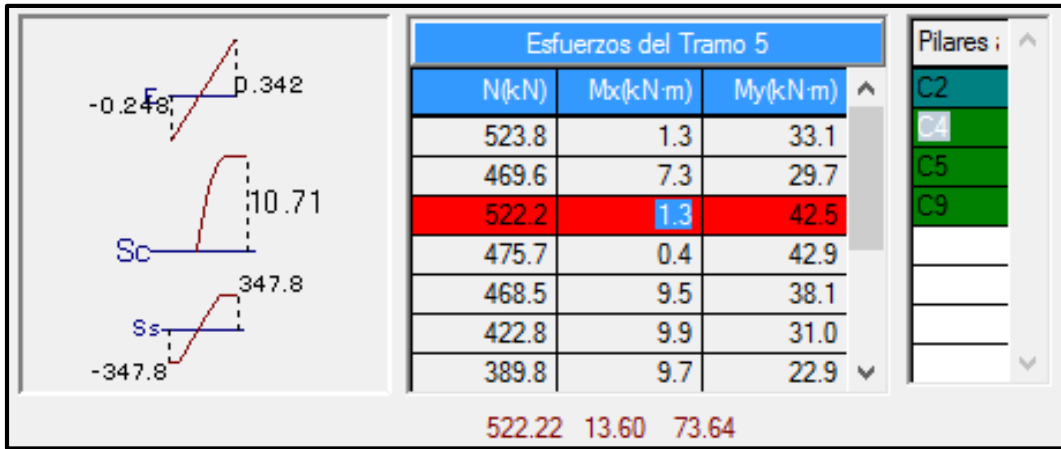 0.342
E
-0.248
10.71
Sc
347.8
Ss
-347.8
Esfuerzos del Tramo 5
N(kN) Mx(kN·m) My(kN·m)
523.8 1.3 33.1
469.6 7.3 29.7
522.2 1.3 42.5
475.7 0.4 42.9
468.5 9.5 38.1
422.8 9.9 31.0
389.8 9.7 22.9
522.22 13.60 73.64
Pilares
C2
C4
C5
C9